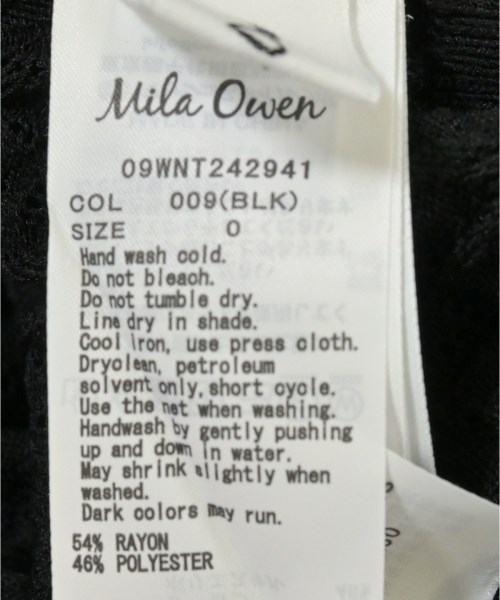 Mila Owen
09WNT242941
COL 009(BLK)
SIZE 0
Hand wash cold.
Do not bleach.
Do not tumble dry.
Line dry in shade.
Cool iron, use press cloth.
Dryclean, petroleum
solvent only, short cycle.
Use the net when washing.
Handwash by gently pushing
up and down in water.
May shrink slightly when
washed.
Dark colors may run.
54% RAYON
46% POLYESTER